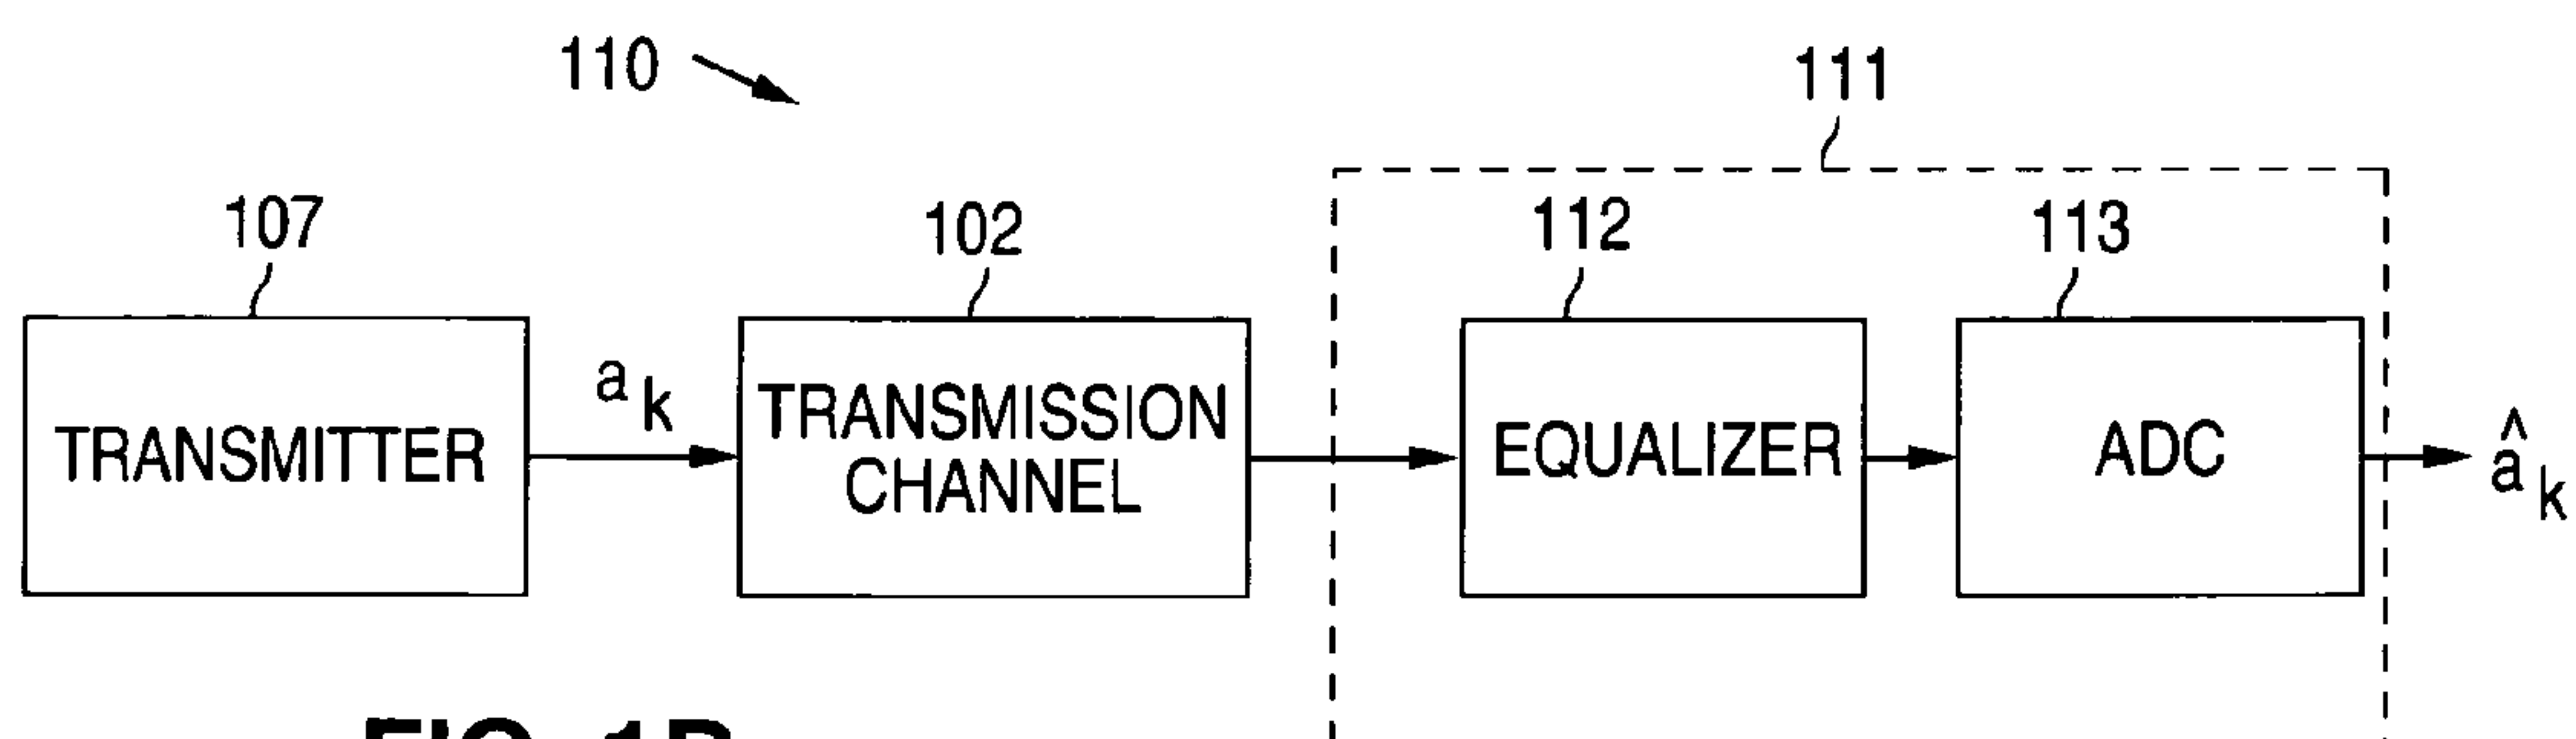 110
111
107
102
112
113
TRANSMITTER
a k
TRANSMISSION
CHANNEL
EQUALIZER
ADC
â k